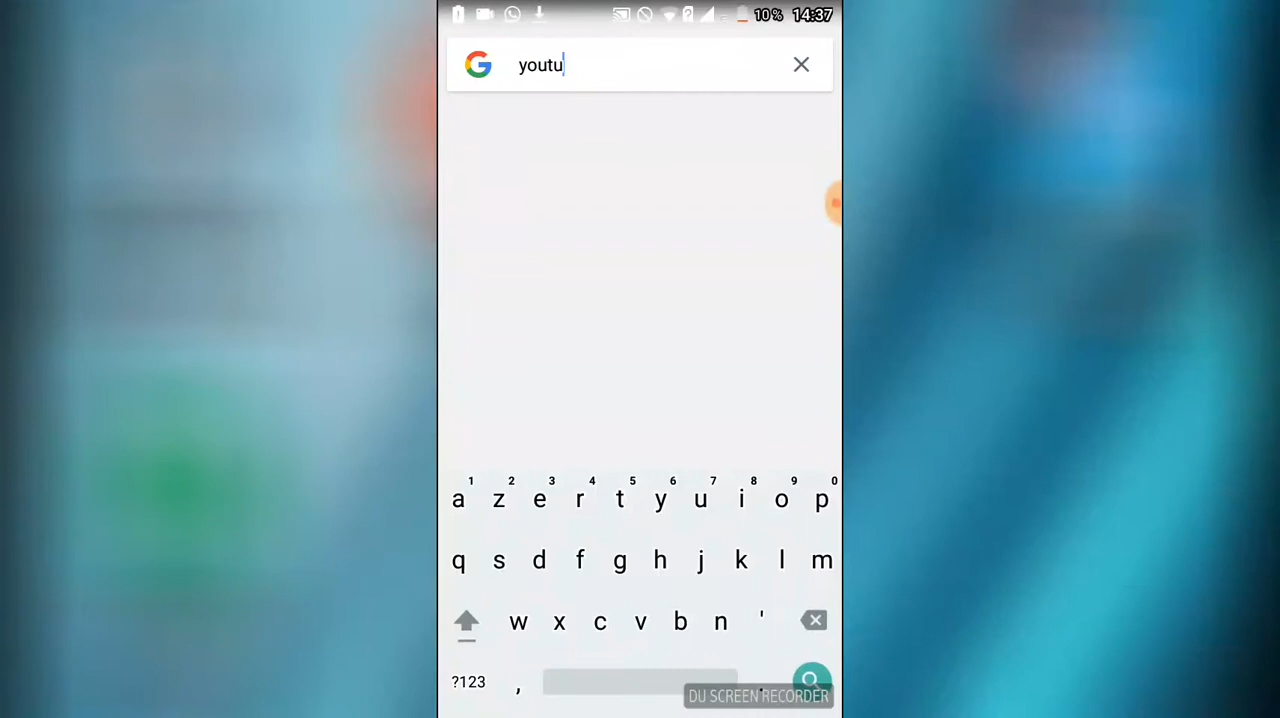 10% 14:37
youtu
1 2 3 4 5 6 7 8 9 0
a z e r t y u i o p
q s d f g h j k l m
w x c v b n '
?123 , .
DU SCREEN RECORDER